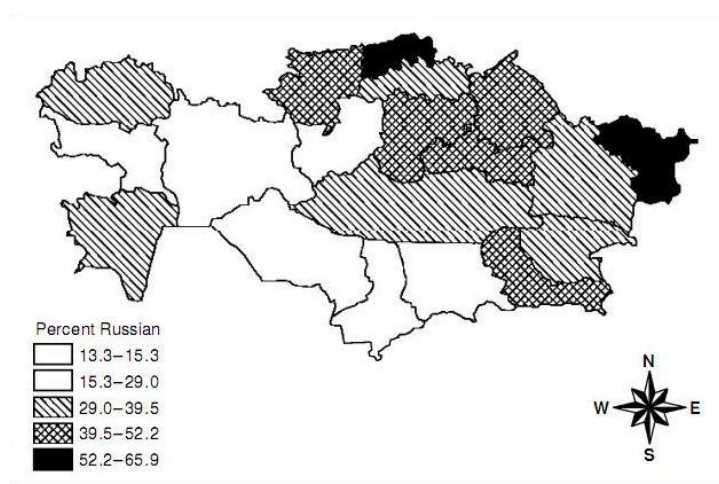 Percent Russian
13.3–15.3
15.3–29.0
29.0–39.5
39.5–52.2
52.2–65.9
N
W E
S